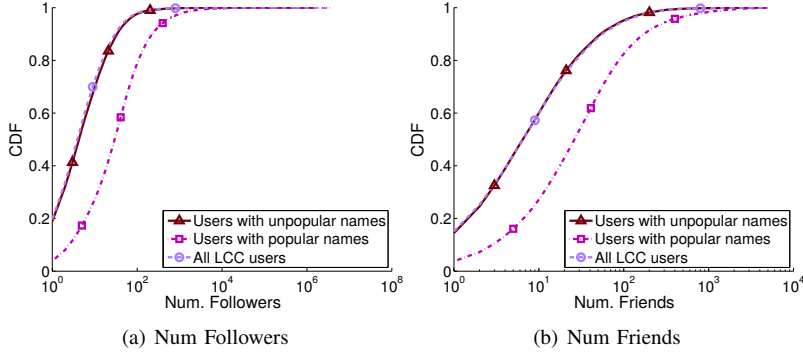 1
0.8
0.6
0.4
0.2
0
CDF
10^0
10^2
10^4
10^6
10^8
Num. Followers
Users with unpopular names
Users with popular names
All LCC users
(a) Num Followers
1
0.8
0.6
0.4
0.2
0
CDF
10^0
10^1
10^2
10^3
10^4
Num. Friends
Users with unpopular names
Users with popular names
All LCC users
(b) Num Friends